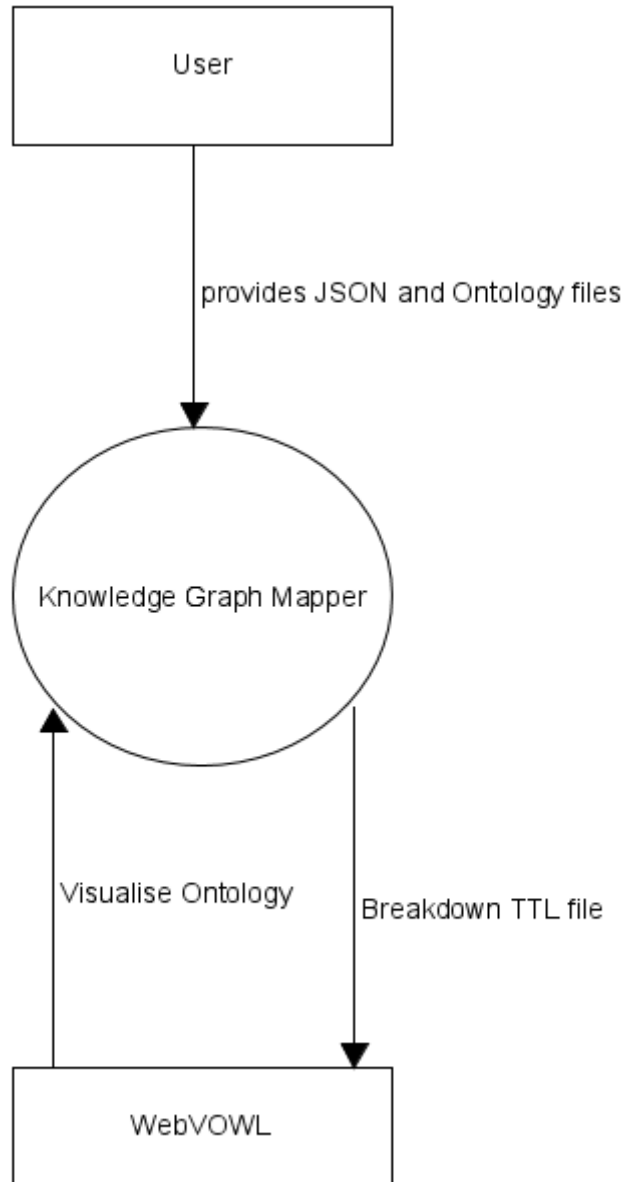 User
provides JSON and Ontology files
Knowledge Graph Mapper
Visualise Ontology
Breakdown TTL file
WebVOWL